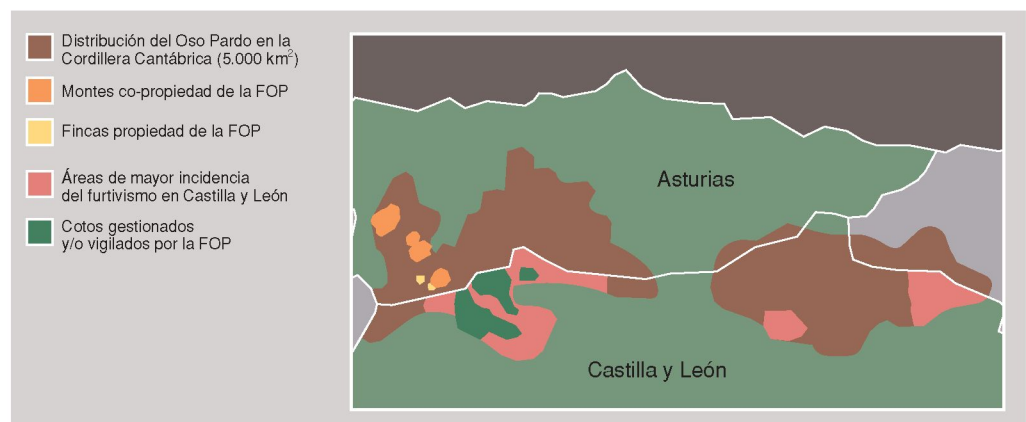 Distribución del Oso Pardo en la
Cordillera Cantábrica (5.000 km²)
Montes co-propiedad de la FOP
Fincas propiedad de la FOP
Áreas de mayor incidencia
del furtivismo en Castilla y León
Cotos gestionados
y/o vigilados por la FOP
Asturias
Castilla y León